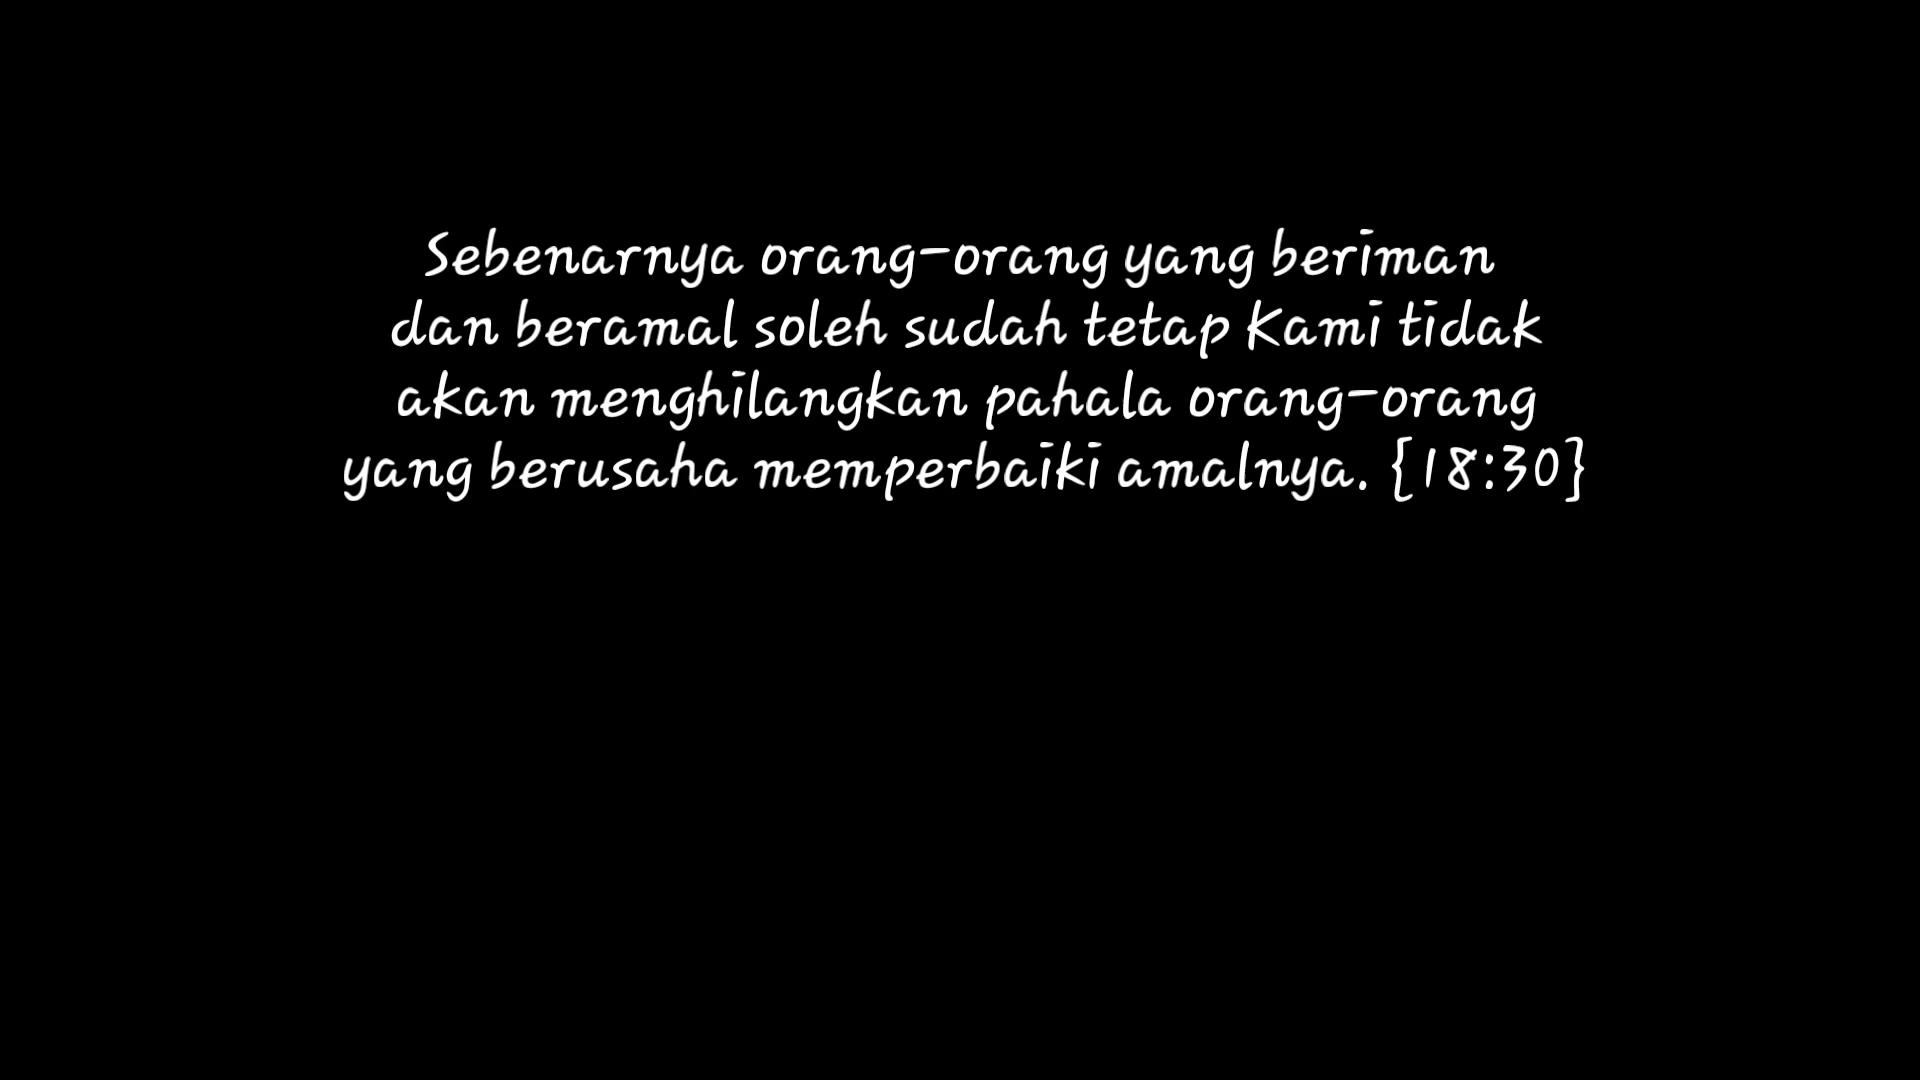 Sebenarnya orang-orang yang beriman
dan beramal soleh sudah tetap Kami tidak
akan menghilangkan pahala orang-orang
yang berusaha memperbaiki amalnya. {18:30}